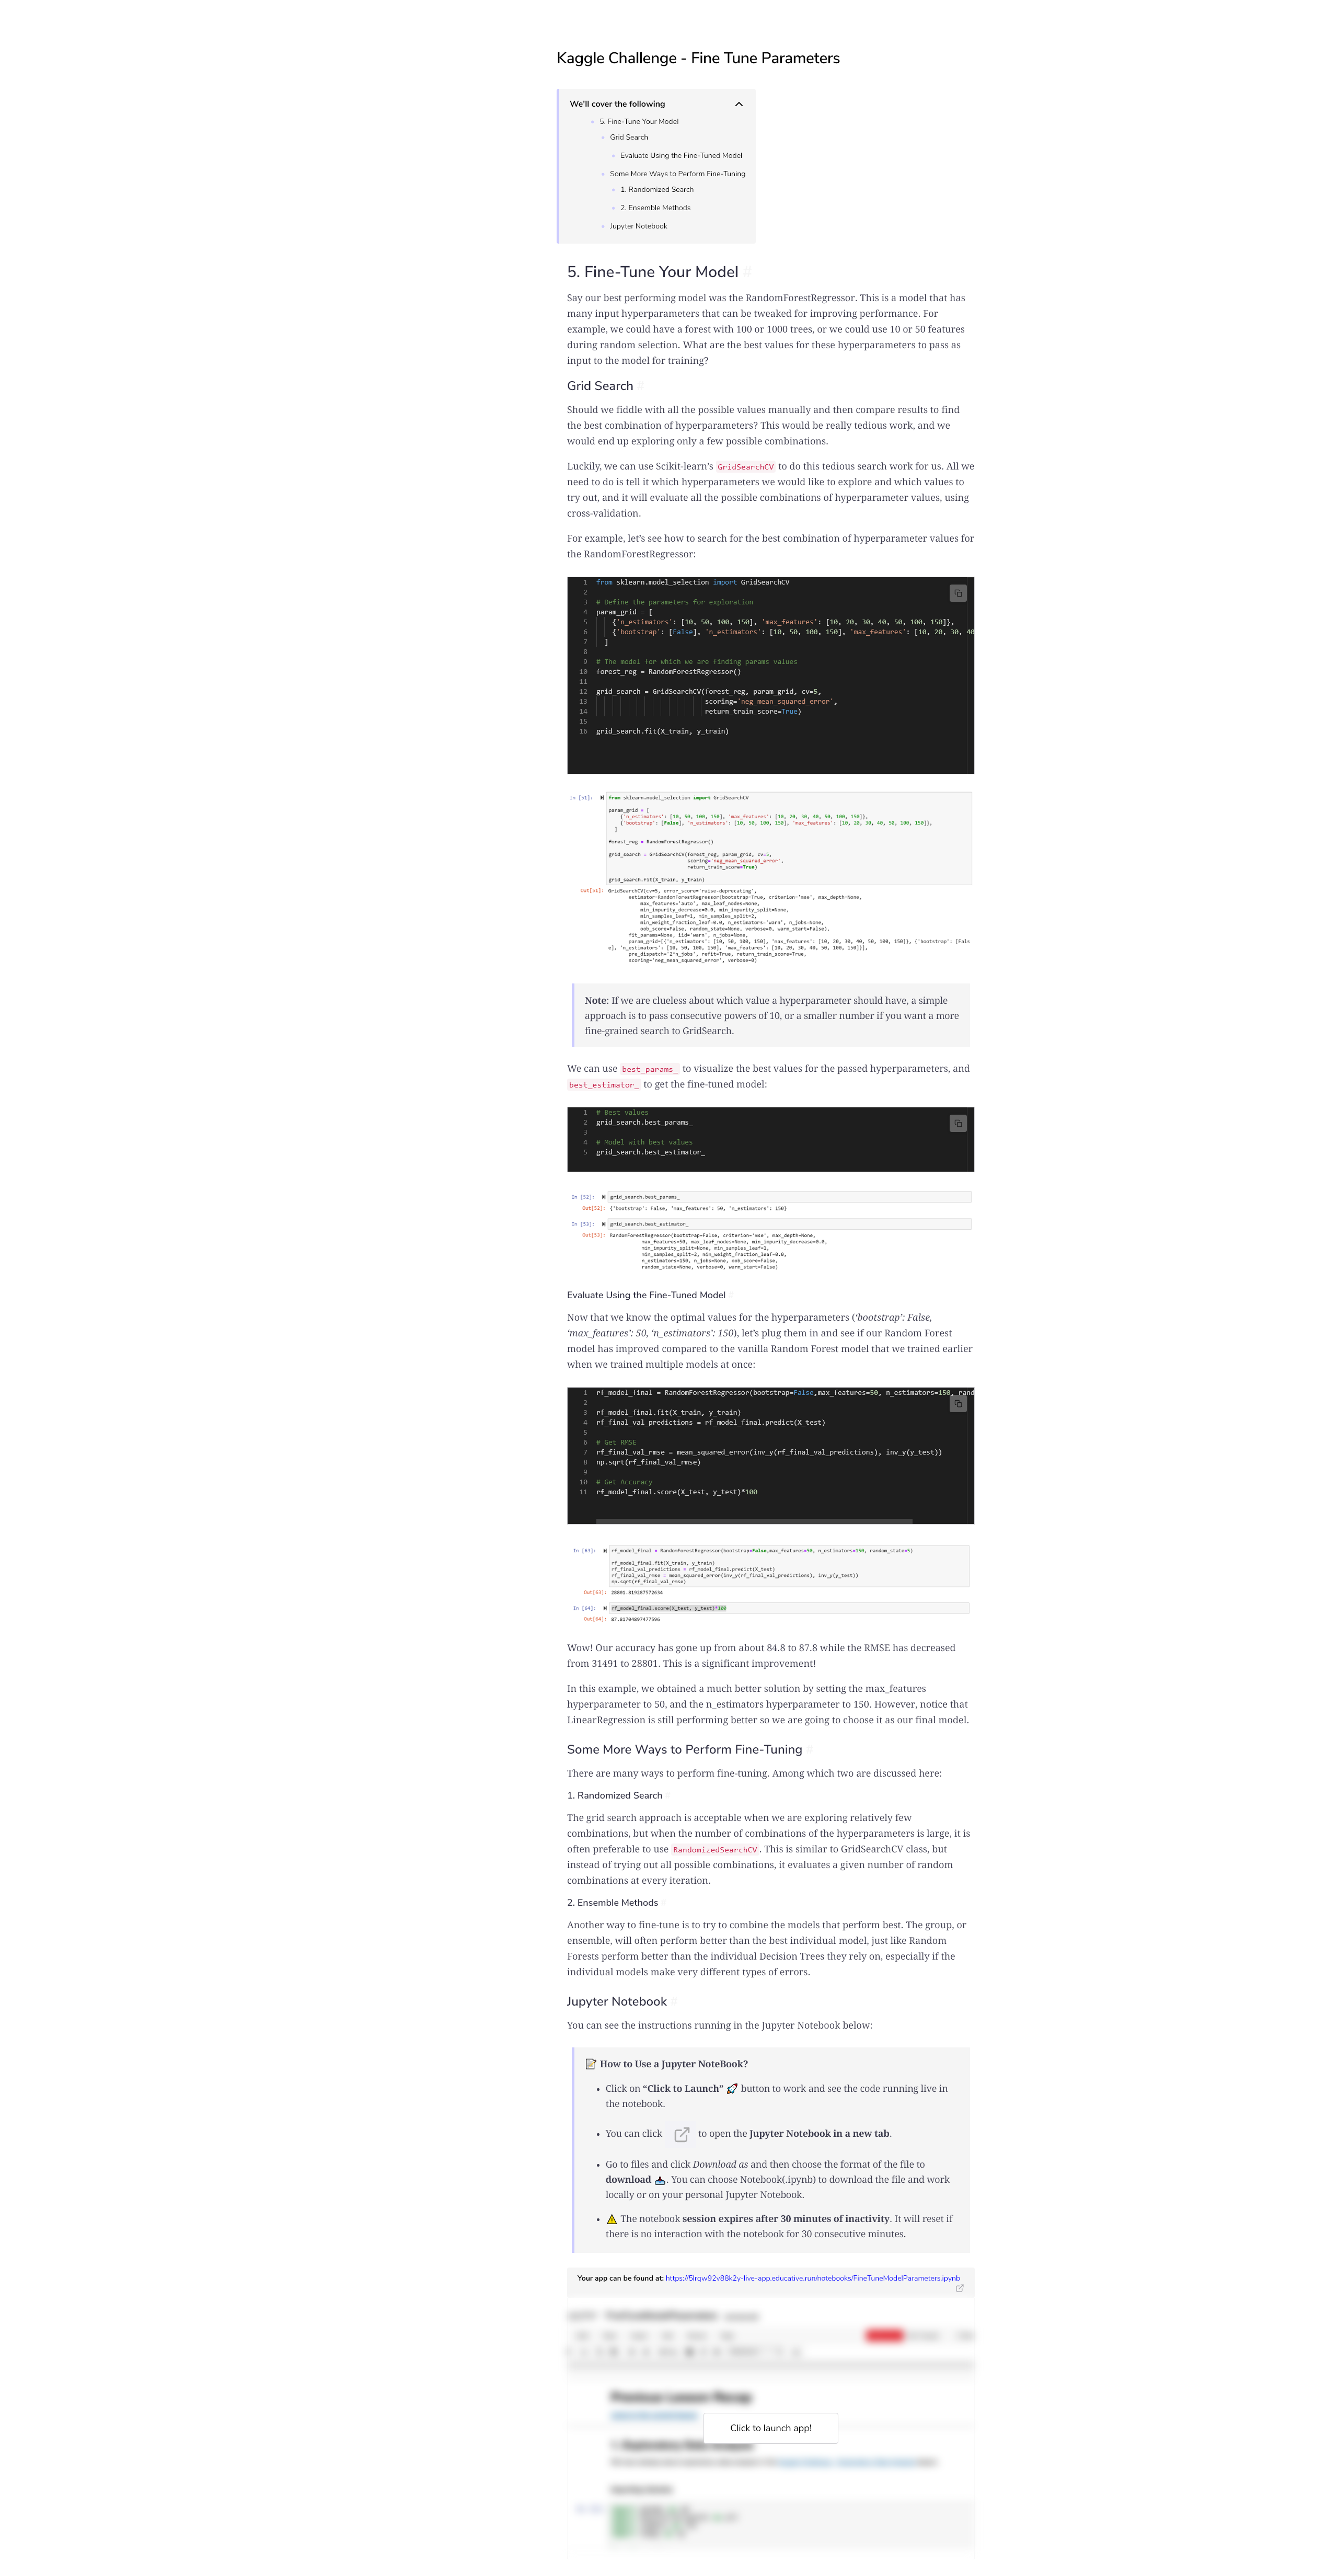 Kaggle Challenge - Fine Tune Parameters
We'll cover the following
5. Fine-Tune Your Model
Grid Search
Evaluate Using the Fine-Tuned Model
Some More Ways to Perform Fine-Tuning
1. Randomized Search
2. Ensemble Methods
Jupyter Notebook
5. Fine-Tune Your Model #
Say our best performing model was the RandomForestRegressor. This is a model that has
many input hyperparameters that can be tweaked for improving performance. For
example, we could have a forest with 100 or 1000 trees, or we could use 10 or 50 features
during random selection. What are the best values for these hyperparameters to pass as
input to the model for training?
Grid Search #
Should we fiddle with all the possible values manually and then compare results to find
the best combination of hyperparameters? This would be really tedious work, and we
would end up exploring only a few possible combinations.
Luckily, we can use Scikit-learn's GridSearchCV to do this tedious search work for us. All we
need to do is tell it which hyperparameters we would like to explore and which values to
try out, and it will evaluate all the possible combinations of hyperparameter values, using
cross-validation.
For example, let's see how to search for the best combination of hyperparameter values for
the RandomForestRegressor:
1 from sklearn.model_selection import GridSearchCV
2
3 # Define the parameters for exploration
4 param_grid = [
5 {'n_estimators': [10, 50, 100, 150], 'max_features': [10, 20, 30, 40, 50, 100, 150]},
6 {'bootstrap': [False], 'n_estimators': [10, 50, 100, 150], 'max_features': [10, 20, 30, 40
7 ]
8
9 # The model for which we are finding params values
10 forest_reg = RandomForestRegressor()
11
12 grid_search = GridSearchCV(forest_reg, param_grid, cv=5,
13 scoring='neg_mean_squared_error',
14 return_train_score=True)
15
16 grid_search.fit(X_train, y_train)
In [51]: from sklearn.model_selection import GridSearchCV
param_grid = [
{'n_estimators': [10, 50, 100, 150], 'max_features': [10, 20, 30, 40, 50, 100, 150]},
{'bootstrap': [False], 'n_estimators': [10, 50, 100, 150], 'max_features': [10, 20, 30, 40, 50, 100, 150]},
]
forest_reg = RandomForestRegressor()
grid_search = GridSearchCV(forest_reg, param_grid, cv=5,
scoring='neg_mean_squared_error',
return_train_score=True)
grid_search.fit(X_train, y_train)
Out[51]: GridSearchCV(cv=5, error_score='raise-deprecating',
estimator=RandomForestRegressor(bootstrap=True, criterion='mse', max_depth=None,
max_features='auto', max_leaf_nodes=None,
min_impurity_decrease=0.0, min_impurity_split=None,
min_samples_leaf=1, min_samples_split=2,
min_weight_fraction_leaf=0.0, n_estimators='warn', n_jobs=None,
oob_score=False, random_state=None, verbose=0, warm_start=False),
fit_params=None, iid='warn', n_jobs=None,
param_grid=[{'n_estimators': [10, 50, 100, 150], 'max_features': [10, 20, 30, 40, 50, 100, 150]}, {'bootstrap': [Fals
e], 'n_estimators': [10, 50, 100, 150], 'max_features': [10, 20, 30, 40, 50, 100, 150]}],
pre_dispatch='2*n_jobs', refit=True, return_train_score=True,
scoring='neg_mean_squared_error', verbose=0)
Note: If we are clueless about which value a hyperparameter should have, a simple
approach is to pass consecutive powers of 10, or a smaller number if you want a more
fine-grained search to GridSearch.
We can use best_params_ to visualize the best values for the passed hyperparameters, and
best_estimator_ to get the fine-tuned model:
1 # Best values
2 grid_search.best_params_
3
4 # Model with best values
5 grid_search.best_estimator_
In [52]: grid_search.best_params_
Out[52]: {'bootstrap': False, 'max_features': 50, 'n_estimators': 150}
In [53]: grid_search.best_estimator_
Out[53]: RandomForestRegressor(bootstrap=False, criterion='mse', max_depth=None,
max_features=50, max_leaf_nodes=None, min_impurity_decrease=0.0,
min_impurity_split=None, min_samples_leaf=1,
min_samples_split=2, min_weight_fraction_leaf=0.0,
n_estimators=150, n_jobs=None, oob_score=False,
random_state=None, verbose=0, warm_start=False)
Evaluate Using the Fine-Tuned Model #
Now that we know the optimal values for the hyperparameters ('bootstrap': False,
'max_features': 50, 'n_estimators': 150), let's plug them in and see if our Random Forest
model has improved compared to the vanilla Random Forest model that we trained earlier
when we trained multiple models at once:
1 rf_model_final = RandomForestRegressor(bootstrap=False,max_features=50, n_estimators=150, rand
2
3 rf_model_final.fit(X_train, y_train)
4 rf_final_val_predictions = rf_model_final.predict(X_test)
5
6 # Get RMSE
7 rf_final_val_rmse = mean_squared_error(inv_y(rf_final_val_predictions), inv_y(y_test))
8 np.sqrt(rf_final_val_rmse)
9
10 # Get Accuracy
11 rf_model_final.score(X_test, y_test)*100
In [63]: rf_model_final = RandomForestRegressor(bootstrap=False,max_features=50, n_estimators=150, random_state=5)
rf_model_final.fit(X_train, y_train)
rf_final_val_predictions = rf_model_final.predict(X_test)
rf_final_val_rmse = mean_squared_error(inv_y(rf_final_val_predictions), inv_y(y_test))
np.sqrt(rf_final_val_rmse)
Out[63]: 28801.819287572634
In [64]: rf_model_final.score(X_test, y_test)*100
Out[64]: 87.81704897477596
Wow! Our accuracy has gone up from about 84.8 to 87.8 while the RMSE has decreased
from 31491 to 28801. This is a significant improvement!
In this example, we obtained a much better solution by setting the max_features
hyperparameter to 50, and the n_estimators hyperparameter to 150. However, notice that
LinearRegression is still performing better so we are going to choose it as our final model.
Some More Ways to Perform Fine-Tuning #
There are many ways to perform fine-tuning. Among which two are discussed here:
1. Randomized Search #
The grid search approach is acceptable when we are exploring relatively few
combinations, but when the number of combinations of the hyperparameters is large, it is
often preferable to use RandomizedSearchCV. This is similar to GridSearchCV class, but
instead of trying out all possible combinations, it evaluates a given number of random
combinations at every iteration.
2. Ensemble Methods #
Another way to fine-tune is to try to combine the models that perform best. The group, or
ensemble, will often perform better than the best individual model, just like Random
Forests perform better than the individual Decision Trees they rely on, especially if the
individual models make very different types of errors.
Jupyter Notebook #
You can see the instructions running in the Jupyter Notebook below:
📝 How to Use a Jupyter NoteBook?
• Click on “Click to Launch” 🚀 button to work and see the code running live in
the notebook.
• You can click to open the Jupyter Notebook in a new tab.
• Go to files and click Download as and then choose the format of the file to
download 📥. You can choose Notebook(.ipynb) to download the file and work
locally or on your personal Jupyter Notebook.
• ⚠️ The notebook session expires after 30 minutes of inactivity. It will reset if
there is no interaction with the notebook for 30 consecutive minutes.
Your app can be found at: https://5lrqw92v88k2y-live-app.educative.run/notebooks/FineTuneModelParameters.ipynb
Previous Lesson Recap
Click to launch app!